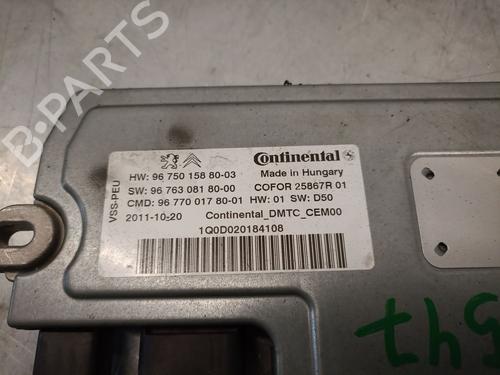 B-PARTS
Continental
HW: 96 750 158 80-03 Made in Hungary
SW: 96 763 081 80-00 COFOR 25867R 01
CMD: 96 770 017 80-01 HW: 01 SW: D50
2011-10-20 Continental_DMTC_CEM00
1Q0D020184108
VSS-PEU
547